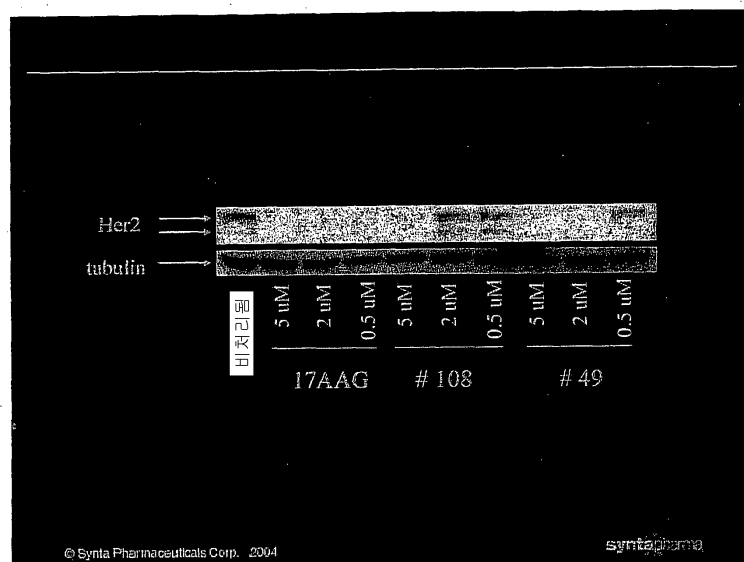 Her2
tubulin
비처리됨
5 uM
2 uM
0.5 uM
5 uM
2 uM
0.5 uM
5 uM
2 uM
0.5 uM
17AAG
# 108
# 49
© Synta Pharmaceuticals Corp. 2004
syntapharma